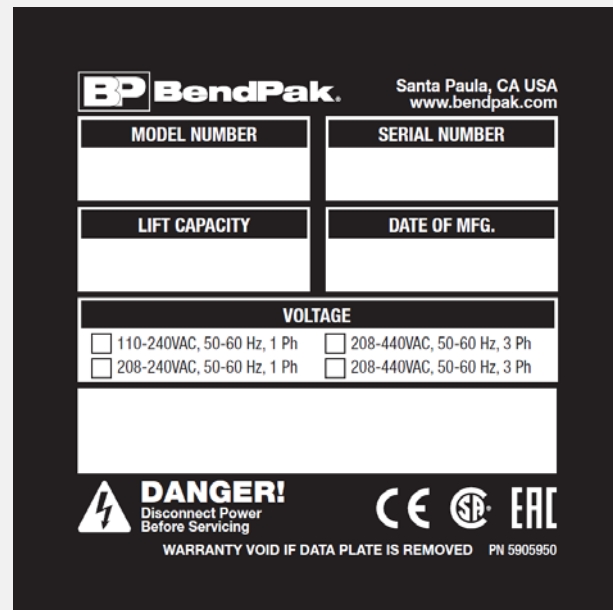 BP BendPak®
Santa Paula, CA USA
www.bendpak.com
MODEL NUMBER
SERIAL NUMBER
LIFT CAPACITY
DATE OF MFG.
VOLTAGE
110-240VAC, 50-60 Hz, 1 Ph
208-440VAC, 50-60 Hz, 3 Ph
208-240VAC, 50-60 Hz, 1 Ph
208-440VAC, 50-60 Hz, 3 Ph
DANGER!
Disconnect Power
Before Servicing
CE SA® EAC
WARRANTY VOID IF DATA PLATE IS REMOVED PN 5905950